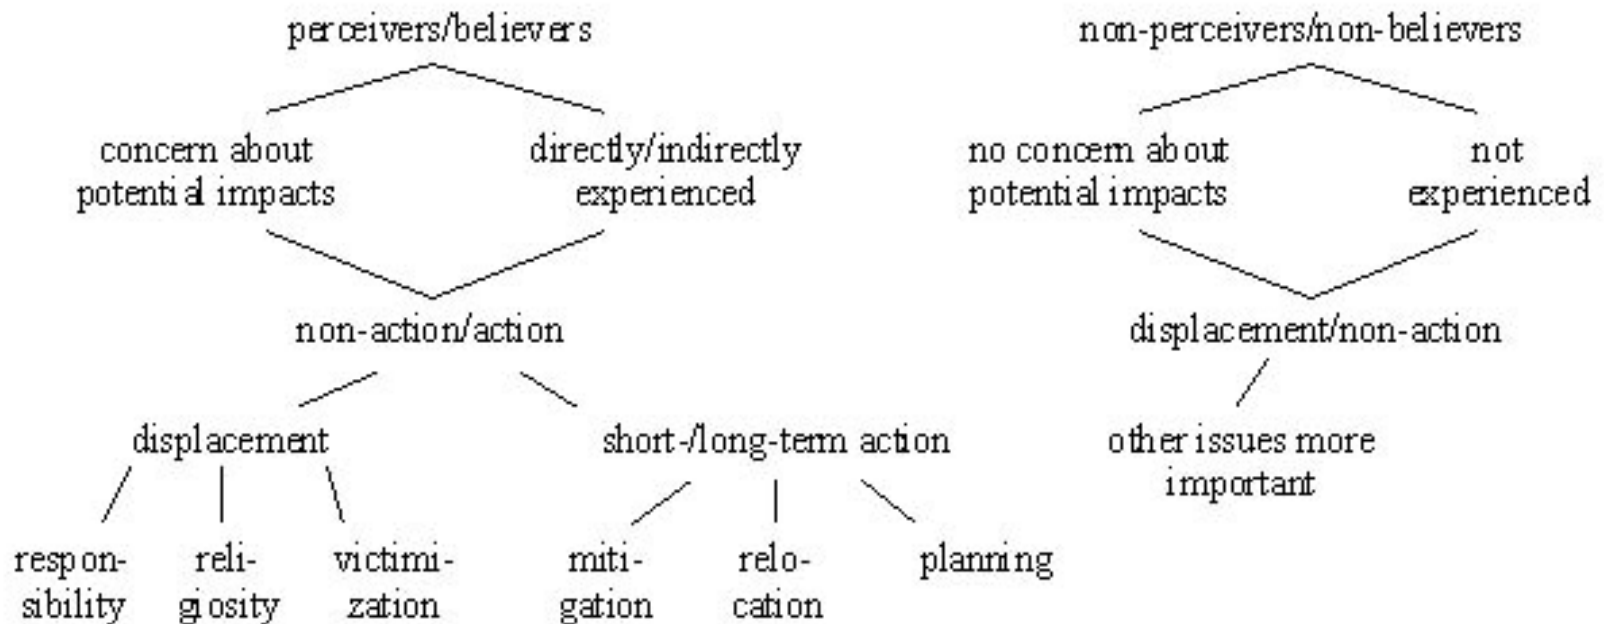 perceivers/believers
non-perceivers/non-believers
concern about
potential impacts
directly/indirectly
experienced
no concern about
potential impacts
not
experienced
non-action/action
displacement/non-action
displacement
short-/long-term action
other issues more
important
respon-
sibility
reli-
giosity
victimi-
zation
miti-
gation
relo-
cation
planning